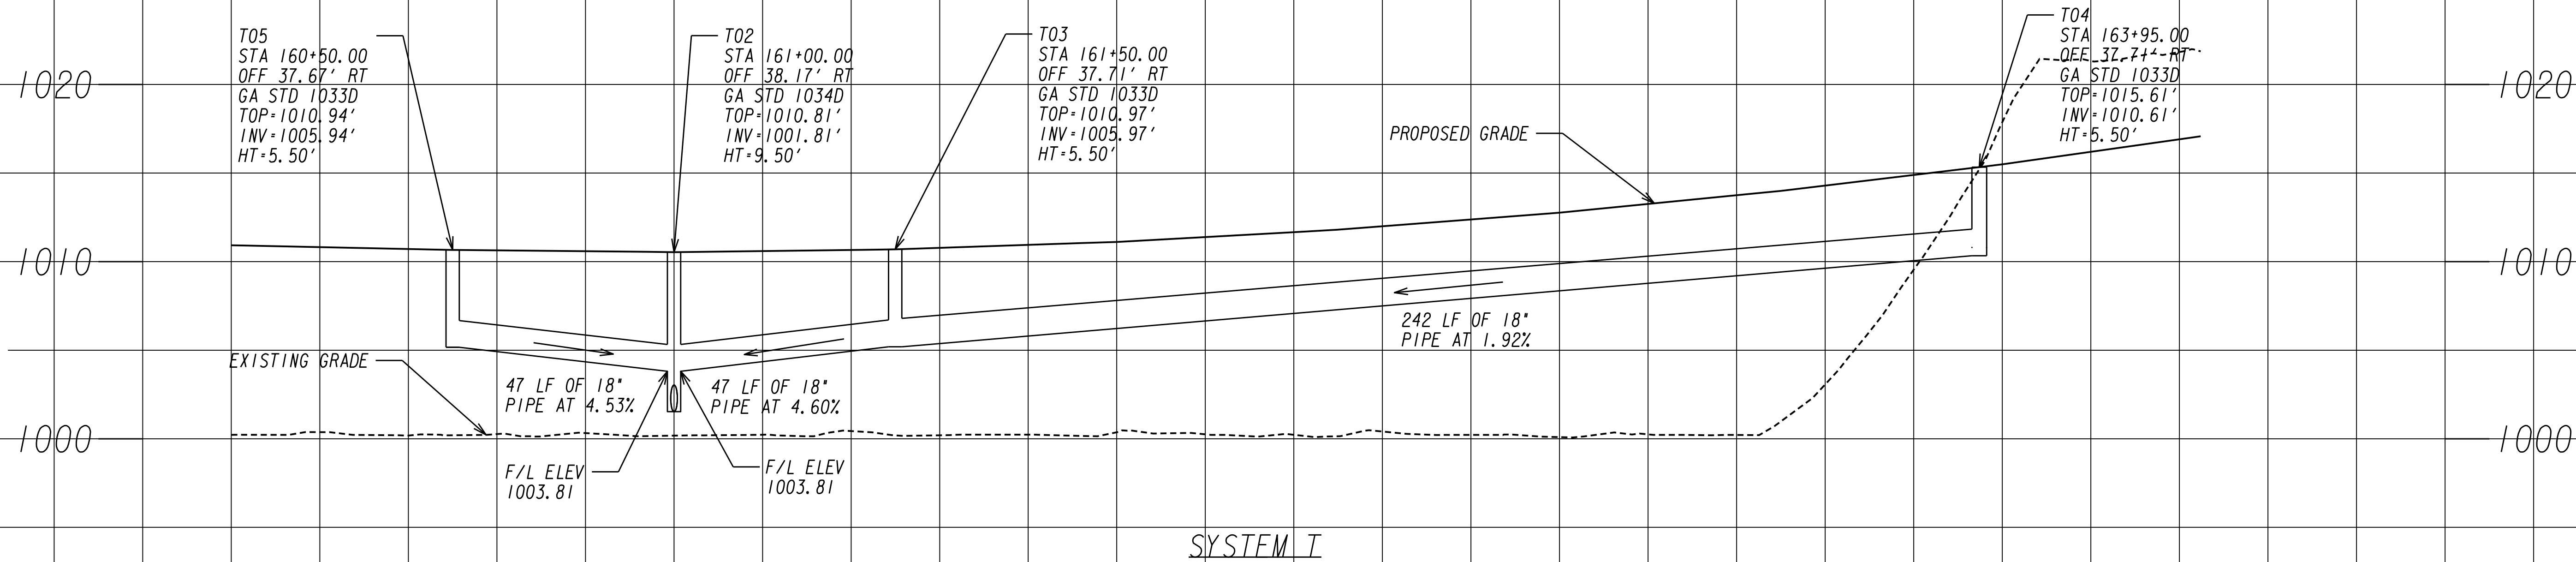 T05
STA 160+50.00
OFF 37.67' RT
GA STD 1033D
TOP=1010.94'
INV=1005.94'
HT=5.50'
T02
STA 161+00.00
OFF 38.17' RT
GA STD 1034D
TOP=1010.81'
INV=1001.81'
HT=9.50'
T03
STA 161+50.00
OFF 37.71' RT
GA STD 1033D
TOP=1010.97'
INV=1005.97'
HT=5.50'
T04
STA 163+95.00
OFF 37.71' RT
GA STD 1033D
TOP=1015.61'
INV=1010.61'
HT=5.50'
1020
1020
PROPOSED GRADE
1010
1010
242 LF OF 18"
PIPE AT 1.92%
EXISTING GRADE
47 LF OF 18"
PIPE AT 4.53%
47 LF OF 18"
PIPE AT 4.60%
1000
1000
F/L ELEV
1003.81
F/L ELEV
1003.81
SYSTEM T